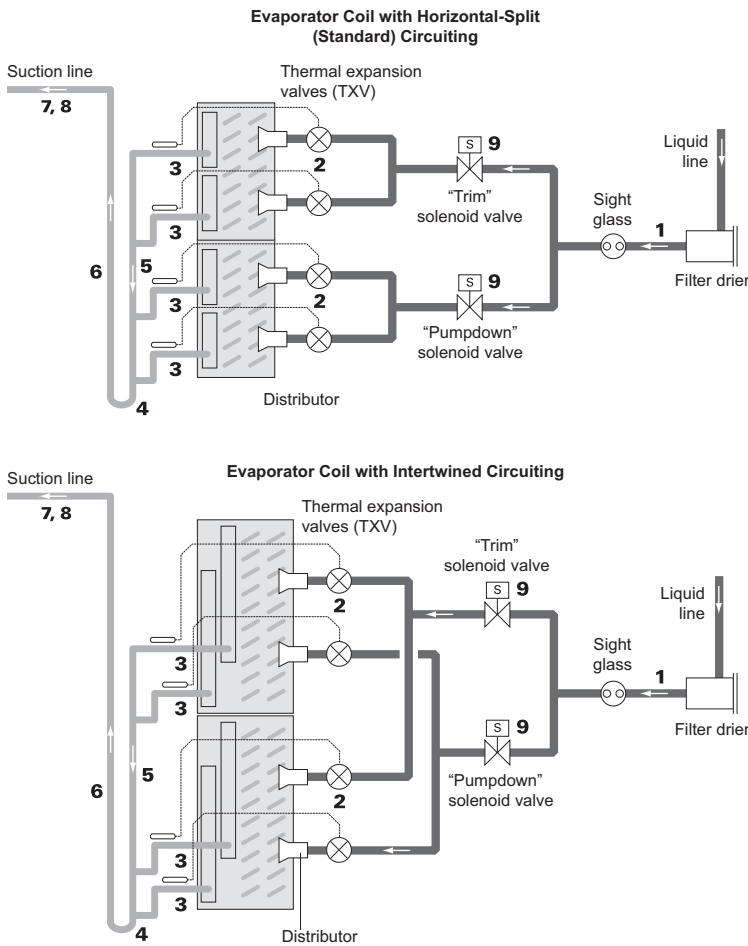 Evaporator Coil with Horizontal-Split
(Standard) Circuiting
Suction line
7, 8
Thermal expansion
valves (TXV)
Liquid
line
S
9
3
2
"Trim"
solenoid valve
Sight
glass
1
3
6
5
S
9
Filter drier
3
2
"Pumpdown"
solenoid valve
3
4
Distributor
Evaporator Coil with Intertwined Circuiting
Suction line
7, 8
Thermal expansion
valves (TXV)
"Trim"
solenoid valve
S
9
Liquid
line
2
Sight
glass
1
3
3
S
9
Filter drier
5
6
2
"Pumpdown"
solenoid valve
3
3
4
Distributor